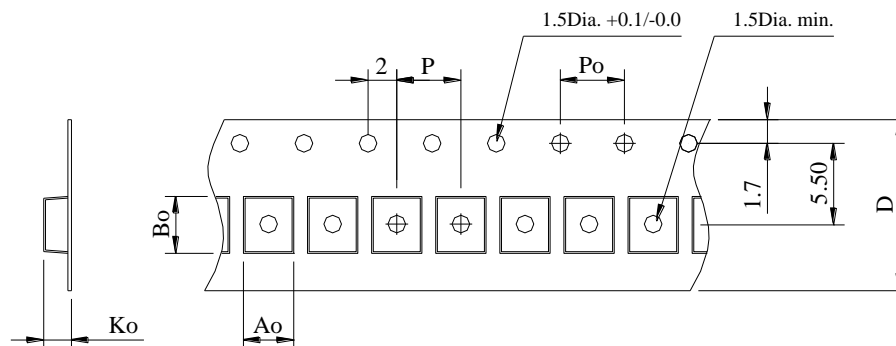 1.5Dia. +0.1/-0.0
1.5Dia. min.
2
P
Po
1.7
5.50
D
Bo
Ko
Ao